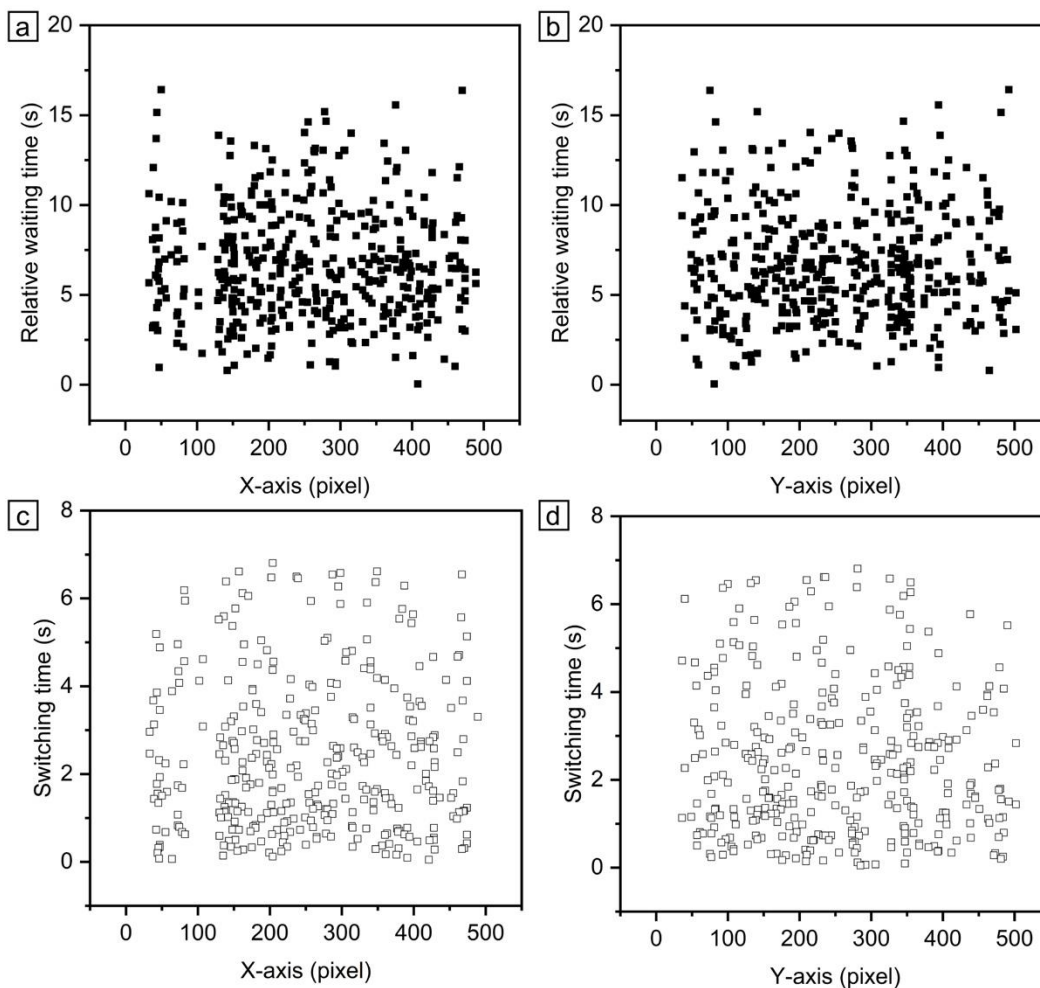 a
Relative waiting time (s)
20
15
10
5
0
0 100 200 300 400 500
X-axis (pixel)
b
Relative waiting time (s)
20
15
10
5
0
0 100 200 300 400 500
Y-axis (pixel)
c
Switching time (s)
8
6
4
2
0
0 100 200 300 400 500
X-axis (pixel)
d
Switching time (s)
8
6
4
2
0
0 100 200 300 400 500
Y-axis (pixel)